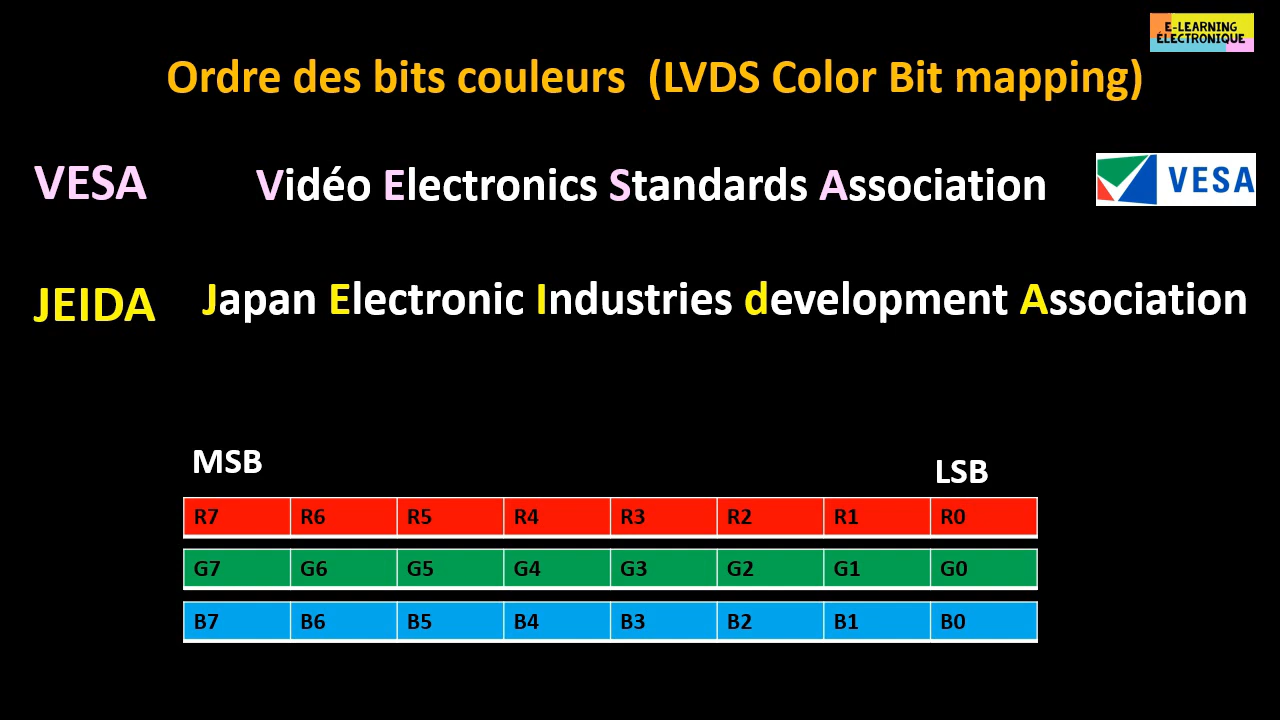 E-LEARNING
ÉLECTRONIQUE
Ordre des bits couleurs (LVDS Color Bit mapping)
VESA Vidéo Electronics Standards Association VESA
JEIDA Japan Electronic Industries development Association
MSB LSB
R7 R6 R5 R4 R3 R2 R1 R0
G7 G6 G5 G4 G3 G2 G1 G0
B7 B6 B5 B4 B3 B2 B1 B0